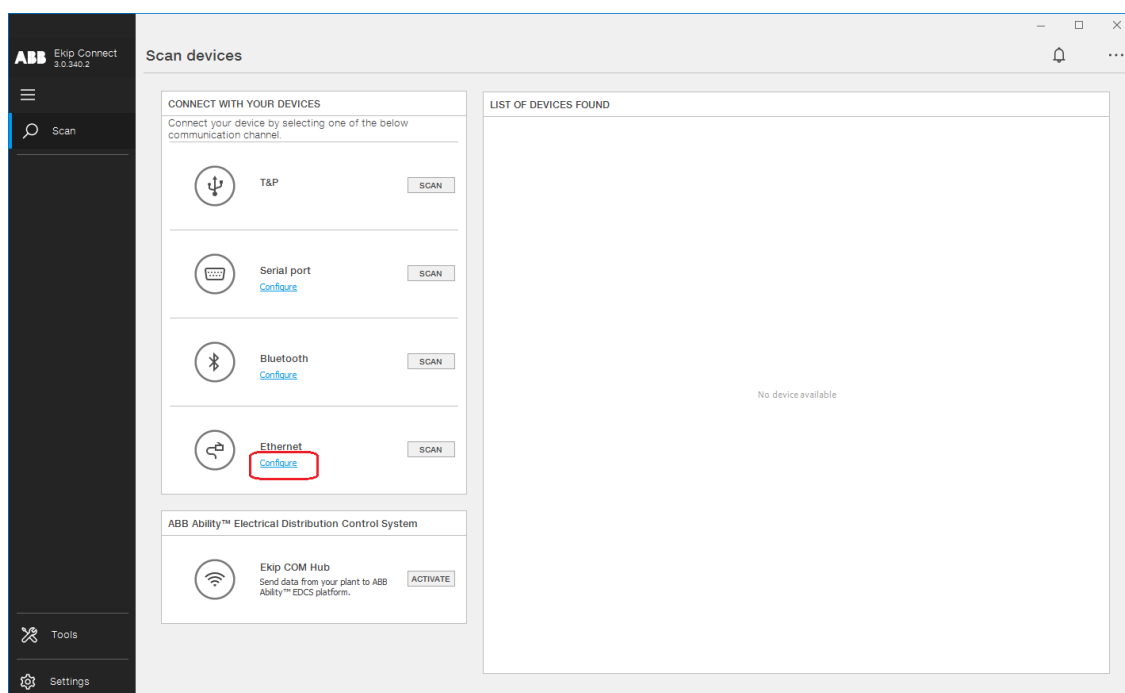 ABB Ekip Connect
3.0.340.2
Scan devices
Scan
CONNECT WITH YOUR DEVICES
Connect your device by selecting one of the below
communication channel.
T&P
SCAN
Serial port
Configure
SCAN
Bluetooth
Configure
SCAN
Ethernet
Configure
SCAN
ABB Ability™ Electrical Distribution Control System
Ekip COM Hub
Send data from your plant to ABB
Ability™ EDCS platform.
ACTIVATE
LIST OF DEVICES FOUND
No device available
Tools
Settings